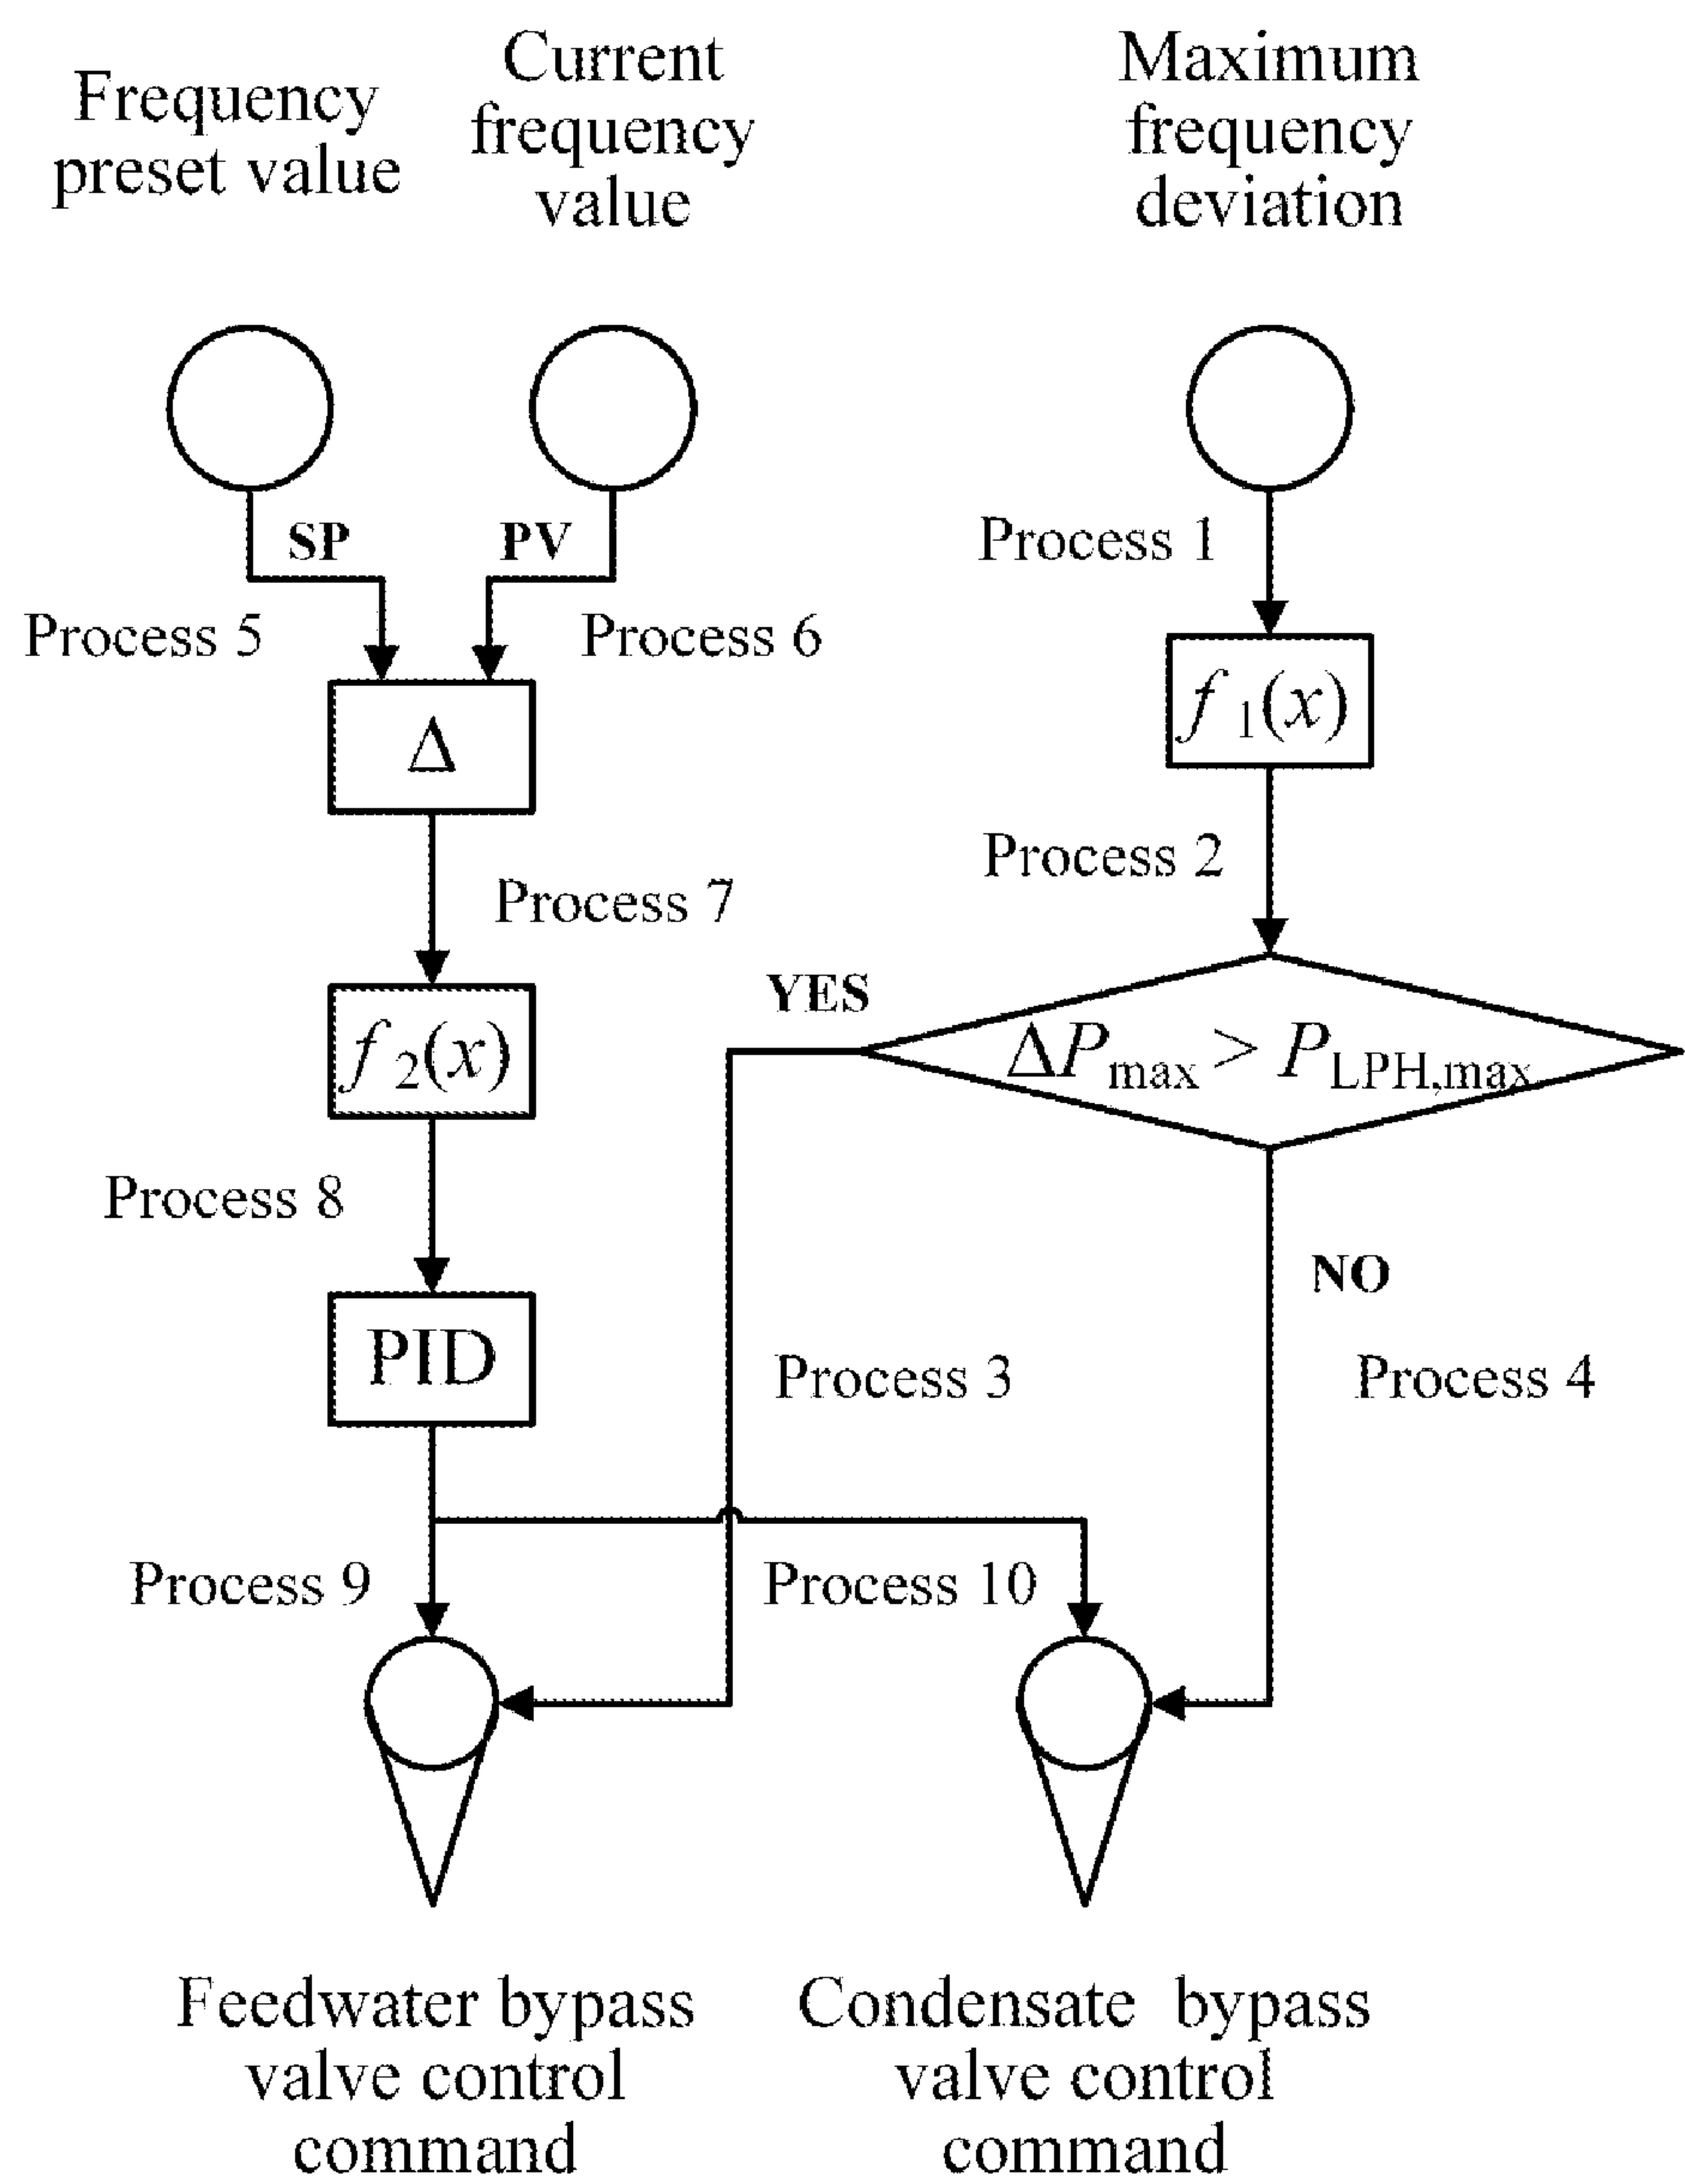 Frequency
preset value
Current
frequency
value
Maximum
frequency
deviation
SP
PV
Process 1
Process 5
Process 6
f 1(x)
Δ
Process 2
Process 7
YES
f 2(x)
ΔPmax > PLPH,max
Process 8
NO
PID
Process 3
Process 4
Process 9
Process 10
Feedwater bypass
valve control
command
Condensate bypass
valve control
command